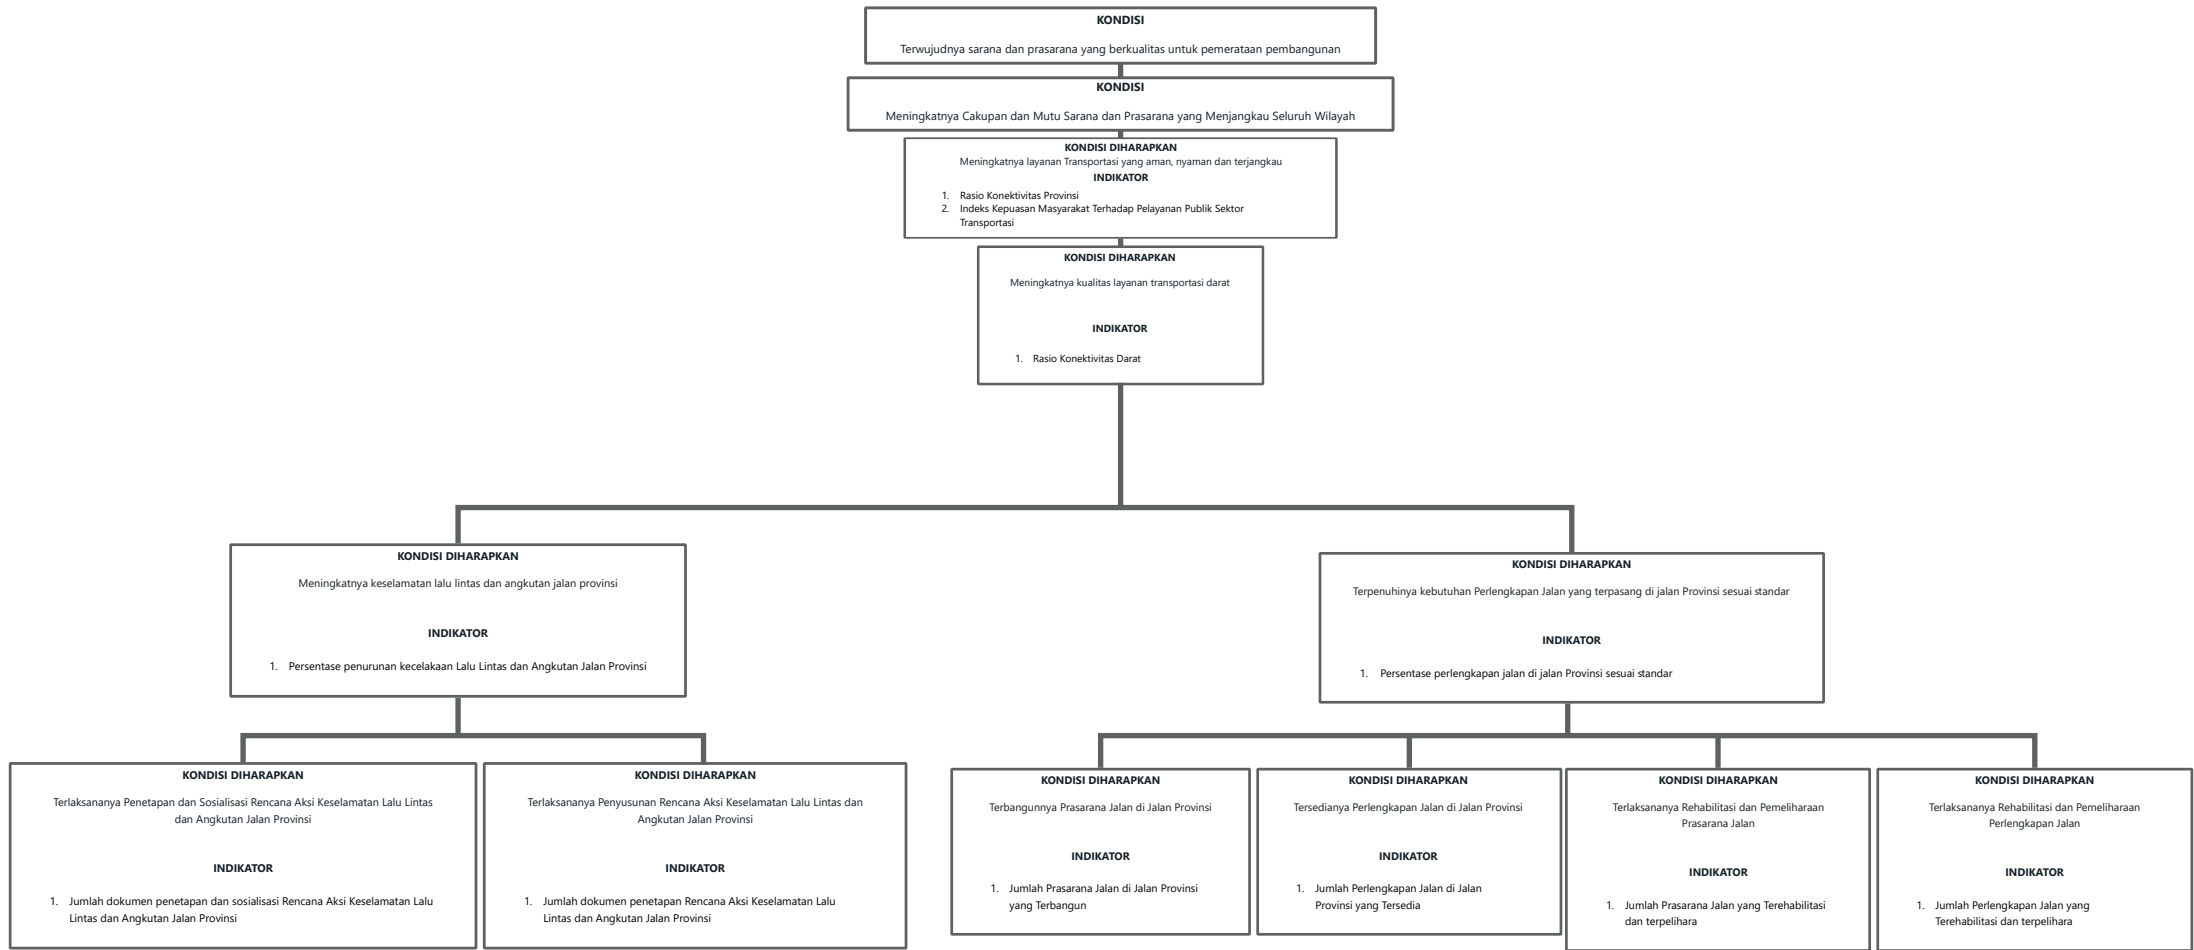 KONDISI
Terwujudnya sarana dan prasarana yang berkualitas untuk pemerataan pembangunan
KONDISI
Meningkatnya Cakupan dan Mutu Sarana dan Prasarana yang Menjangkau Seluruh Wilayah
KONDISI DIHARAPKAN
Meningkatnya layanan Transportasi yang aman, nyaman dan terjangkau
INDIKATOR
1. Rasio Konektivitas Provinsi
2. Indeks Kepuasan Masyarakat Terhadap Pelayanan Publik Sektor
Transportasi
KONDISI DIHARAPKAN
Meningkatnya kualitas layanan transportasi darat
INDIKATOR
1. Rasio Konektivitas Darat
KONDISI DIHARAPKAN
Meningkatnya keselamatan lalu lintas dan angkutan jalan provinsi
INDIKATOR
1. Persentase penurunan kecelakaan Lalu Lintas dan Angkutan Jalan Provinsi
KONDISI DIHARAPKAN
Terpenuhinya kebutuhan Perlengkapan Jalan yang terpasang di jalan Provinsi sesuai standar
INDIKATOR
1. Persentase perlengkapan jalan di jalan Provinsi sesuai standar
KONDISI DIHARAPKAN
Terlaksananya Penetapan dan Sosialisasi Rencana Aksi Keselamatan Lalu Lintas
dan Angkutan Jalan Provinsi
INDIKATOR
1. Jumlah dokumen penetapan dan sosialisasi Rencana Aksi Keselamatan Lalu
Lintas dan Angkutan Jalan Provinsi
KONDISI DIHARAPKAN
Terlaksananya Penyusunan Rencana Aksi Keselamatan Lalu Lintas dan
Angkutan Jalan Provinsi
INDIKATOR
1. Jumlah dokumen penetapan Rencana Aksi Keselamatan Lalu
Lintas dan Angkutan Jalan Provinsi
KONDISI DIHARAPKAN
Terbangunnya Prasarana Jalan di Jalan Provinsi
INDIKATOR
1. Jumlah Prasarana Jalan di Jalan Provinsi
yang Terbangun
KONDISI DIHARAPKAN
Tersedianya Perlengkapan Jalan di Jalan Provinsi
INDIKATOR
1. Jumlah Perlengkapan Jalan di Jalan
Provinsi yang Tersedia
KONDISI DIHARAPKAN
Terlaksananya Rehabilitasi dan Pemeliharaan
Prasarana Jalan
INDIKATOR
1. Jumlah Prasarana Jalan yang Terehabilitasi
dan terpelihara
KONDISI DIHARAPKAN
Terlaksananya Rehabilitasi dan Pemeliharaan
Perlengkapan Jalan
INDIKATOR
1. Jumlah Perlengkapan Jalan yang
Terehabilitasi dan terpelihara